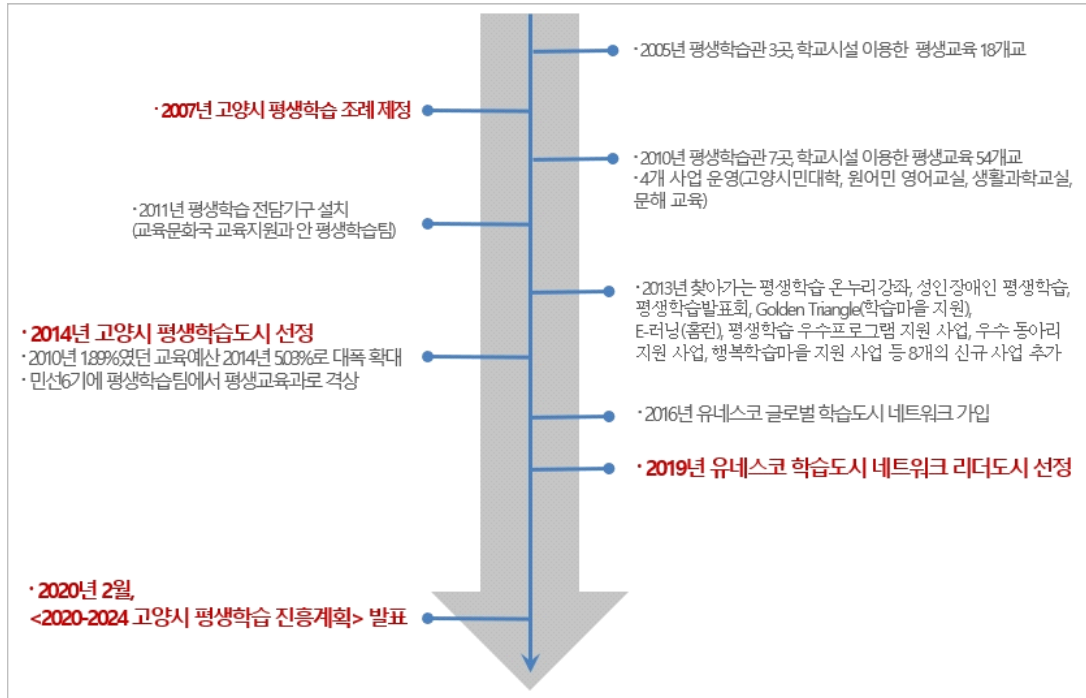 · 2005년 평생학습관 3곳, 학교시설 이용한 평생교육 18개교
· 2007년 고양시 평생학습 조례 제정
· 2010년 평생학습관 7곳, 학교시설 이용한 평생교육 54개교
· 4개 사업 운영(고양시민대학, 원어민 영어교실, 생활과학교실,
문해 교육)
· 2011년 평생학습 전담기구 설치
(교육문화국 교육지원과 안 평생학습팀)
· 2013년 찾아가는 평생학습 온누리강좌, 성인장애인 평생학습,
평생학습발표회, Golden Triangle(학습마을 지원),
E-러닝(홈런), 평생학습 우수프로그램 지원 사업, 우수 동아리
지원 사업, 행복학습마을 지원 사업 등 8개의 신규 사업 추가
· 2014년 고양시 평생학습도시 선정
· 2010년 1.89%였던 교육예산 2014년 5.03%로 대폭 확대
· 민선6기에 평생학습팀에서 평생교육과로 격상
· 2016년 유네스코 글로벌 학습도시 네트워크 가입
· 2019년 유네스코 학습도시 네트워크 리더도시 선정
· 2020년 2월,
<2020-2024 고양시 평생학습 진흥계획> 발표